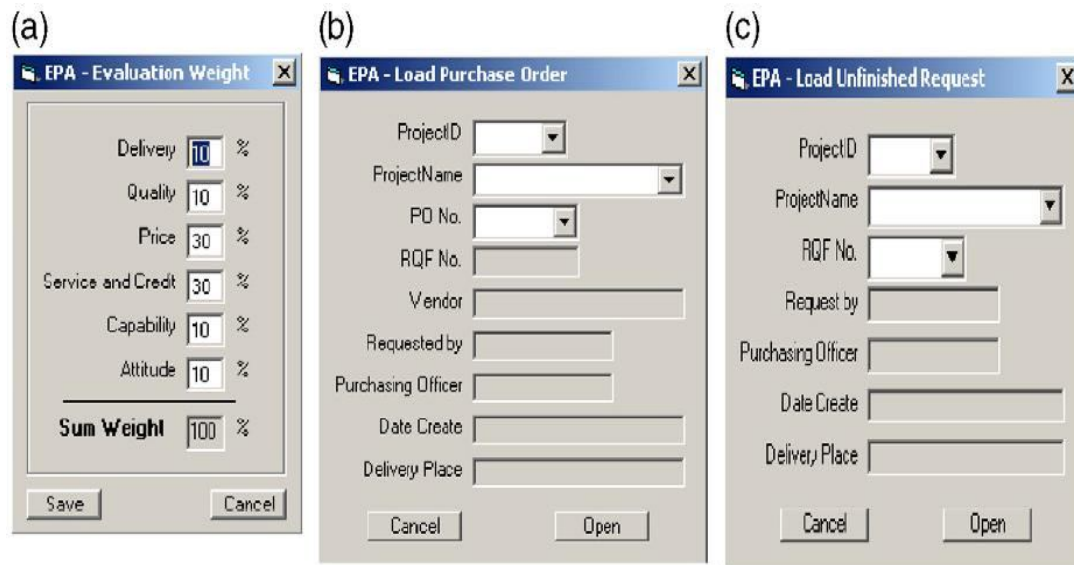 (a)
EPA - Evaluation Weight
Delivery 10 %
Quality 10 %
Price 30 %
Service and Credit 30 %
Capability 10 %
Attitude 10 %
Sum Weight 100 %
Save Cancel
(b)
EPA - Load Purchase Order
ProjectID
ProjectName
PO No.
RQF No.
Vendor
Requested by
Purchasing Officer
Date Create
Delivery Place
Cancel Open
(c)
EPA - Load Unfinished Request
ProjectID
ProjectName
RQF No.
Request by
Purchasing Officer
Date Create
Delivery Place
Cancel Open